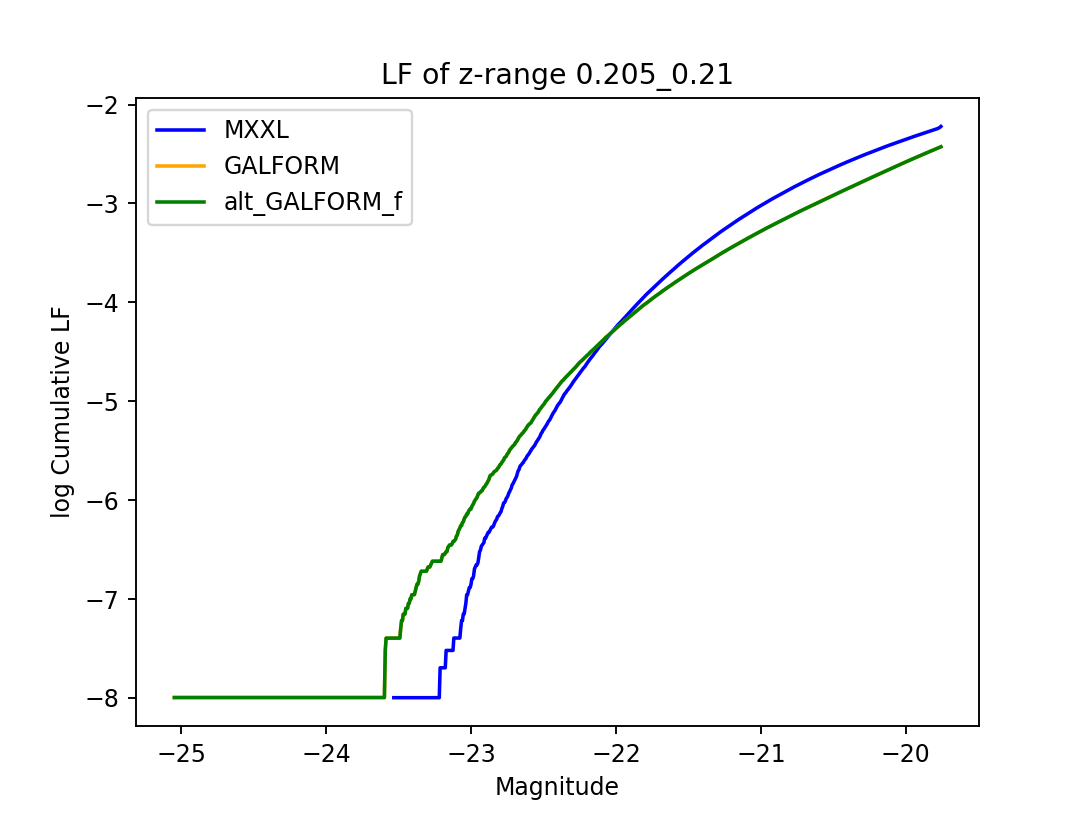 LF of z-range 0.205_0.21
MXXL
GALFORM
alt_GALFORM_f
log Cumulative LF
−2
−3
−4
−5
−6
−7
−8
−25 −24 −23 −22 −21 −20
Magnitude